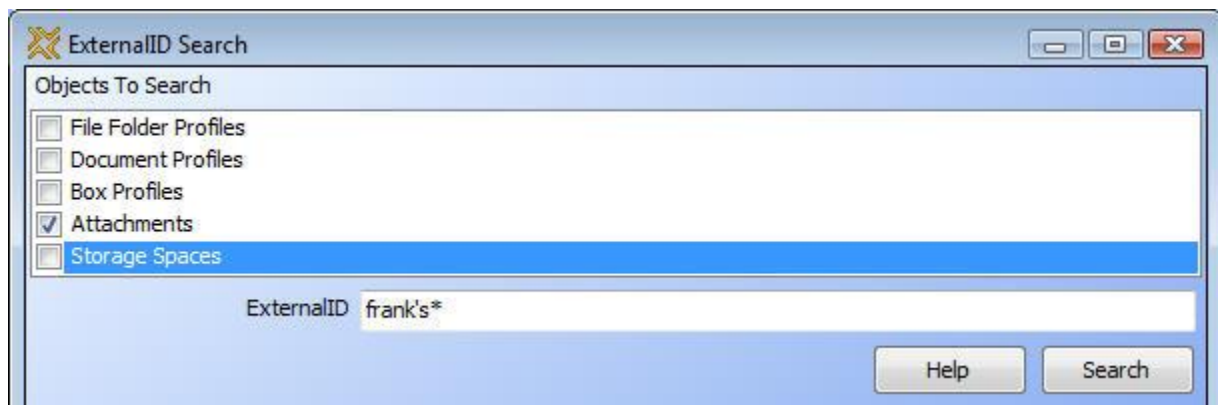 ExternalID Search
Objects To Search
File Folder Profiles
Document Profiles
Box Profiles
Attachments
Storage Spaces
ExternalID frank's*
Help Search